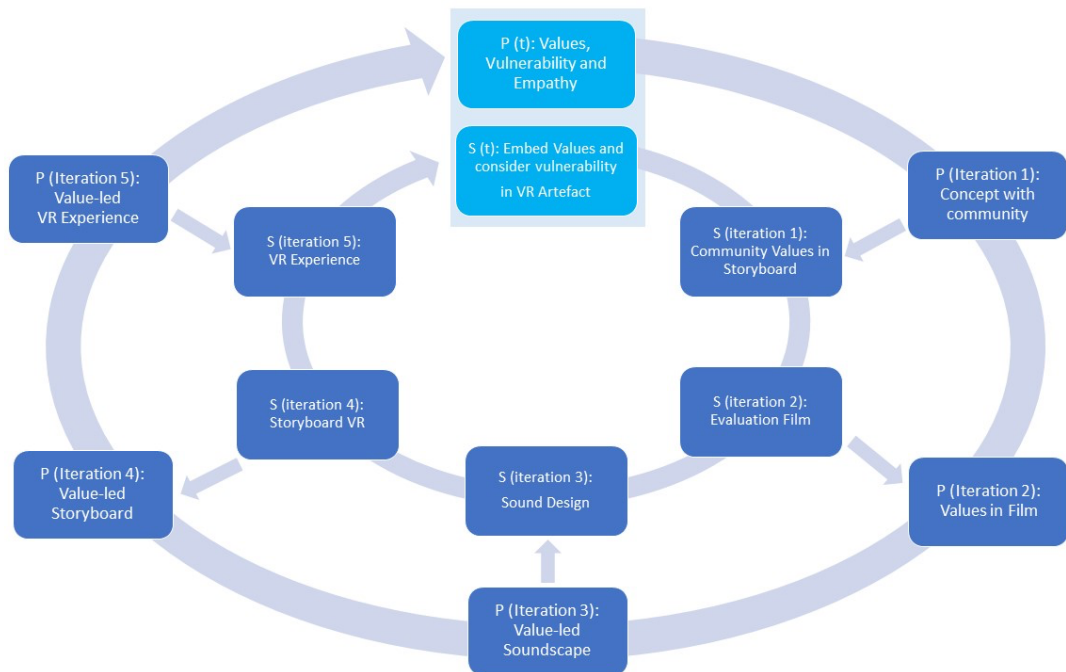 P (t): Values,
Vulnerability and
Empathy
S (t): Embed Values and
consider vulnerability
in VR Artefact
P (Iteration 1):
Concept with
community
S (iteration 1):
Community Values in
Storyboard
S (iteration 2):
Evaluation Film
P (Iteration 2):
Values in Film
S (iteration 3):
Sound Design
P (Iteration 3):
Value-led
Soundscape
S (iteration 4):
Storyboard VR
P (Iteration 4):
Value-led
Storyboard
P (Iteration 5):
Value-led
VR Experience
S (iteration 5):
VR Experience